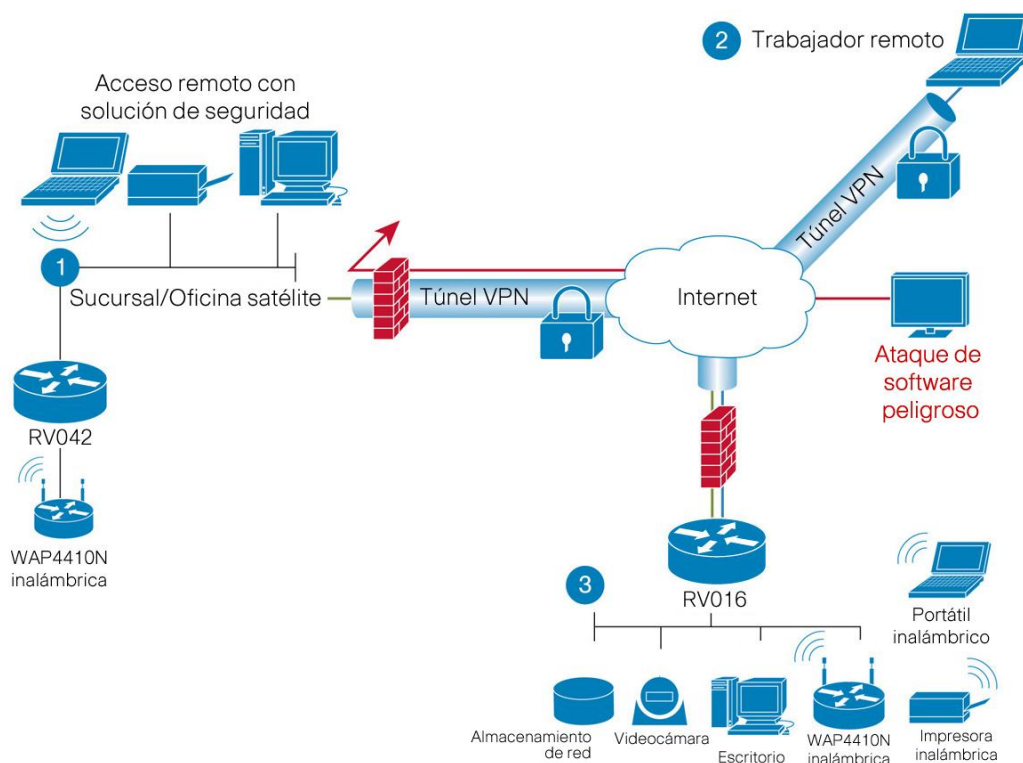 2 Trabajador remoto
Acceso remoto con
solución de seguridad
Túnel VPN
1
Sucursal/Oficina satélite
Túnel VPN
Internet
Ataque de
software
peligroso
RV042
WAP4410N
inalámbrica
RV016
3
Portátil
inalámbrico
Almacenamiento
de red
Videocámara
Escritorio
WAP4410N
inalámbrica
Impresora
inalámbrica